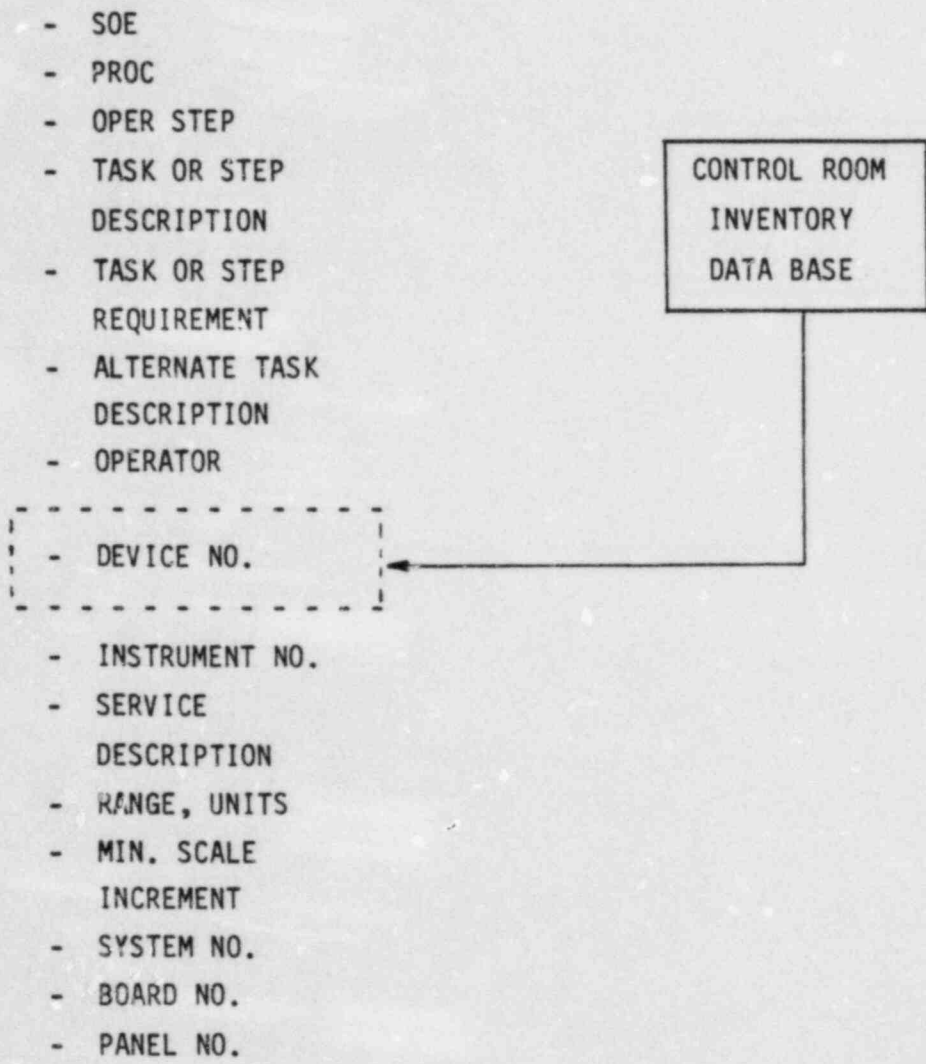 - SOE
- PROC
- OPER STEP
- TASK OR STEP
DESCRIPTION
- TASK OR STEP
REQUIREMENT
- ALTERNATE TASK
DESCRIPTION
- OPERATOR
- DEVICE NO.
- INSTRUMENT NO.
- SERVICE
DESCRIPTION
- RANGE, UNITS
- MIN. SCALE
INCREMENT
- SYSTEM NO.
- BOARD NO.
- PANEL NO.
CONTROL ROOM
INVENTORY
DATA BASE